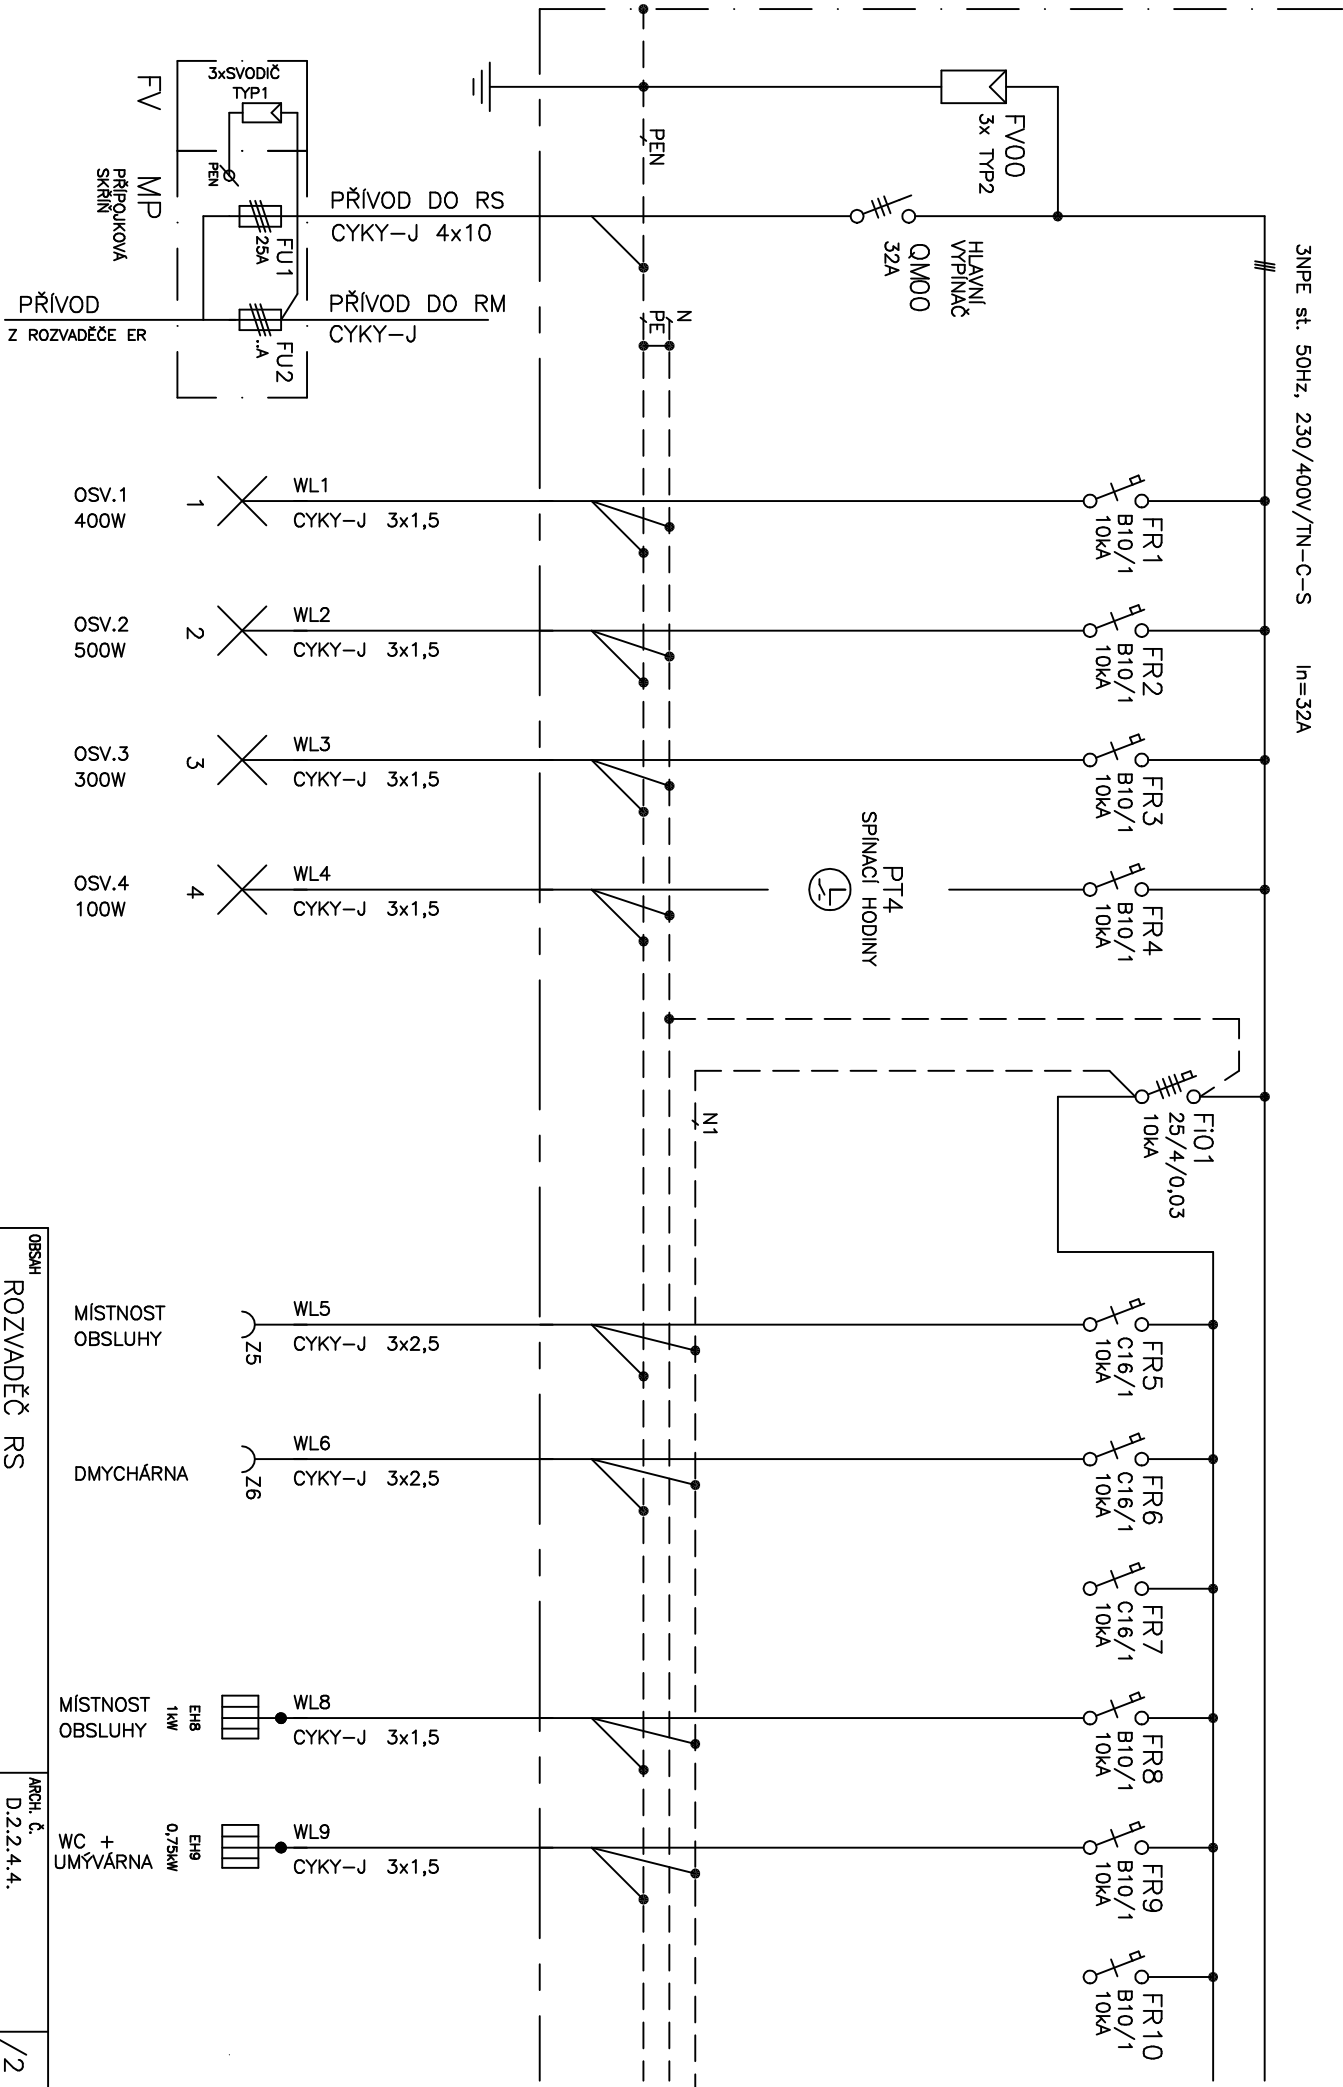 3NPE st. 50Hz, 230/400V/TN-C-S
In=32A
FV00
3x TYP2
HLAVNÍ
VYPÍNAČ
QM00
32A
PEN
N
PE
3xSVODIČ
TYP1
PEN
FV
MP
PŘÍPOJKOVÁ
SKŘÍŇ
FU1
25A
FU2
..A
PŘÍVOD DO RS
CYKY-J 4x10
PŘÍVOD DO RM
CYKY-J
PŘÍVOD
Z ROZVADĚČE ER
FR1
B10/1
10kA
WL1
CYKY-J 3x1,5
1
OSV.1
400W
FR2
B10/1
10kA
WL2
CYKY-J 3x1,5
2
OSV.2
500W
FR3
B10/1
10kA
WL3
CYKY-J 3x1,5
3
OSV.3
300W
FR4
B10/1
10kA
PT4
SPÍNACÍ HODINY
WL4
CYKY-J 3x1,5
4
OSV.4
100W
Fi01
25/4/0,03
10kA
N1
FR5
C16/1
10kA
WL5
CYKY-J 3x2,5
Z5
MÍSTNOST
OBSLUHY
FR6
C16/1
10kA
WL6
CYKY-J 3x2,5
Z6
DMYCHÁRNA
FR7
C16/1
10kA
FR8
B10/1
10kA
WL8
CYKY-J 3x1,5
EH8
1kW
MÍSTNOST
OBSLUHY
FR9
B10/1
10kA
WL9
CYKY-J 3x1,5
EH9
0,75kW
WC +
UMÝVÁRNA
FR10
B10/1
10kA
OBSAH
ROZVADĚČ RS
ARCH. Č.
D.2.2.4.4.
/2